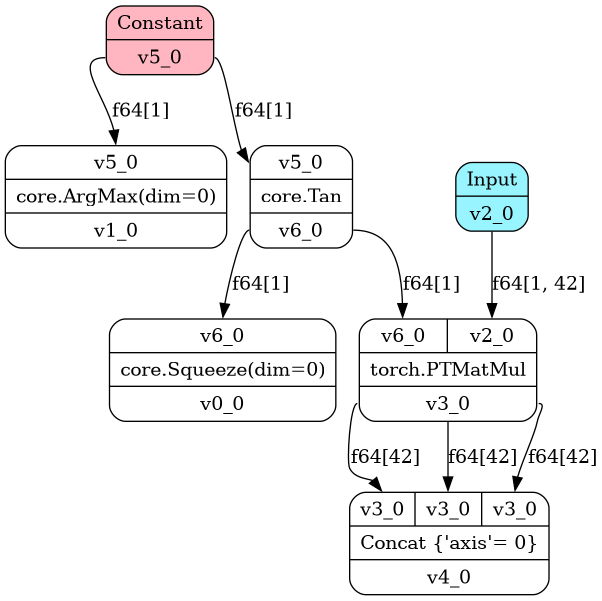 Constant
v5_0
f64[1]
f64[1]
v5_0
core.ArgMax(dim=0)
v1_0
v5_0
core.Tan
v6_0
Input
v2_0
f64[1]
f64[1]
f64[1, 42]
v6_0
core.Squeeze(dim=0)
v0_0
v6_0 v2_0
torch.PTMatMul
v3_0
f64[42]
f64[42]
f64[42]
v3_0 v3_0 v3_0
Concat {'axis'= 0}
v4_0